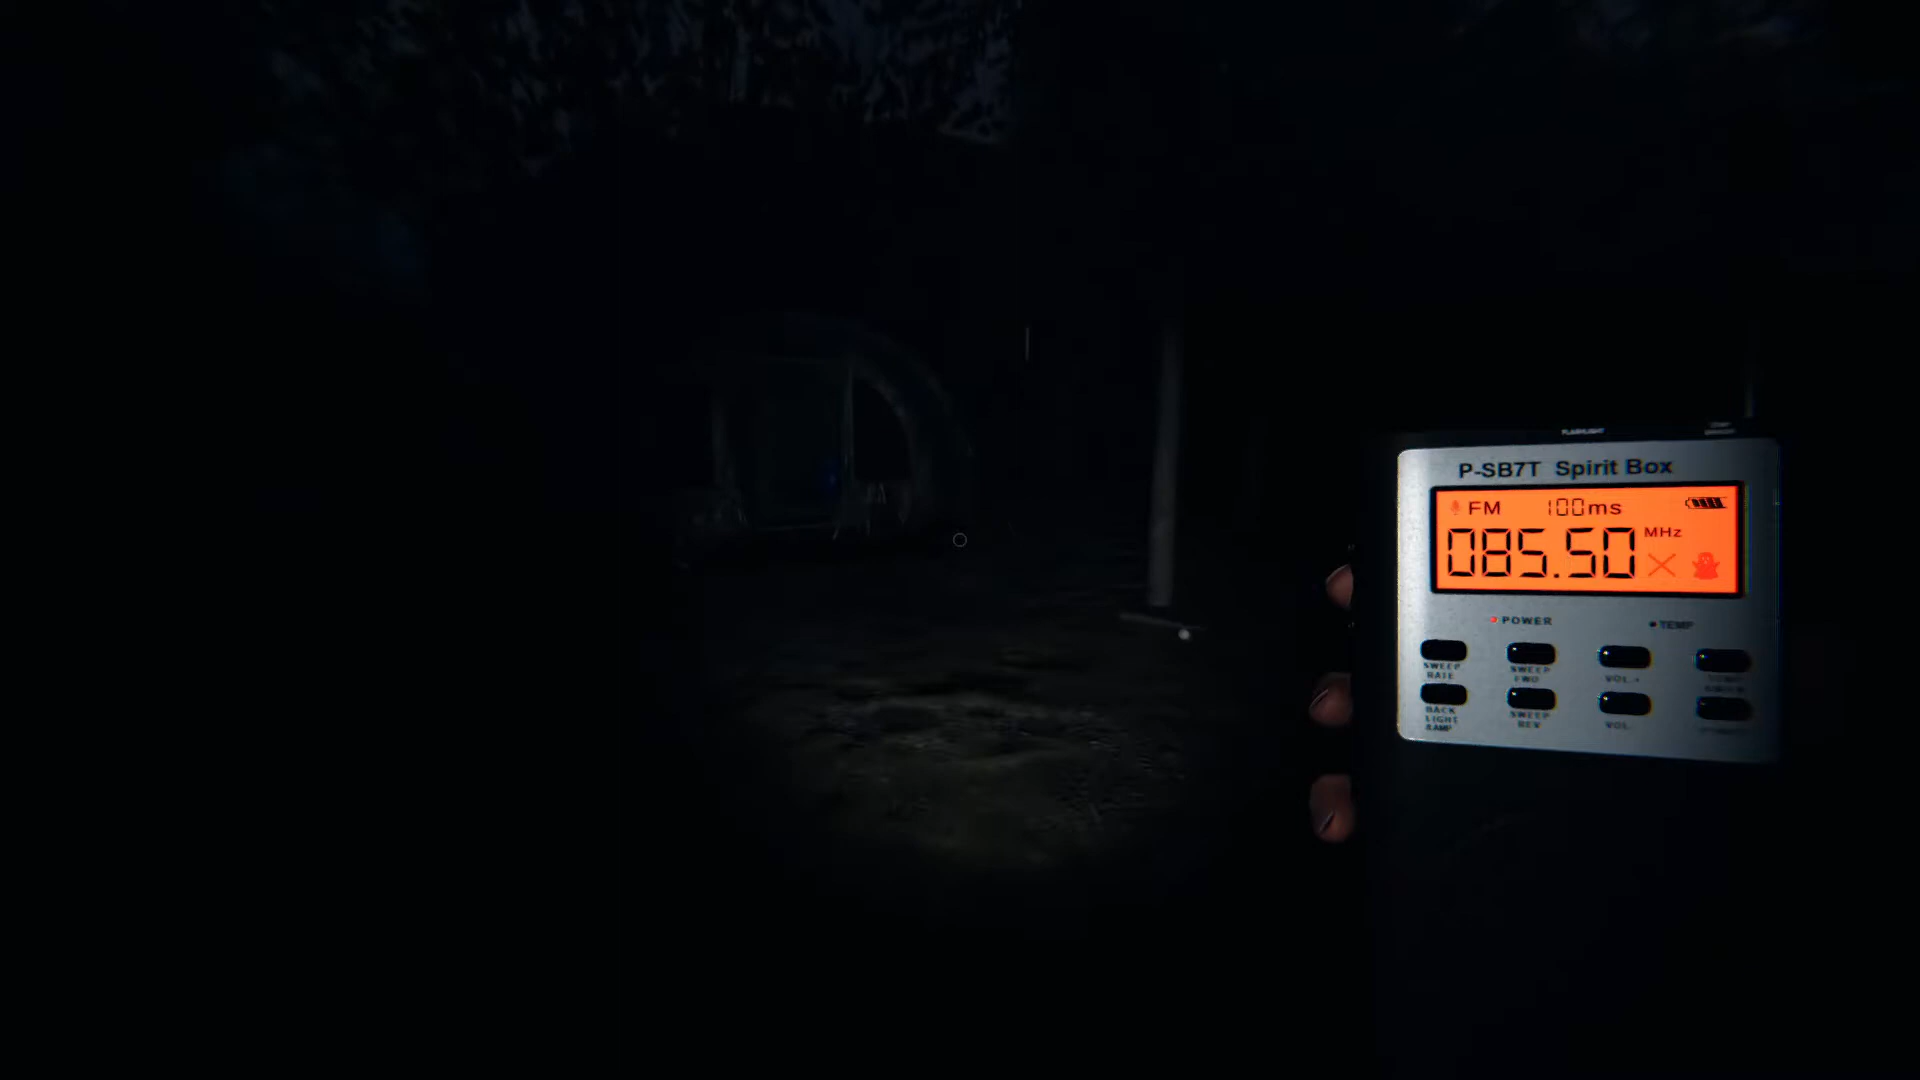 FLASHLIGHT
P-SB7T Spirit Box
FM 100ms
085.50 MHz
POWER
TEMP
SWEEP
RATE
SWEEP
FWD
VOL +
BACK
LIGHT
SWEEP
REV
VOL